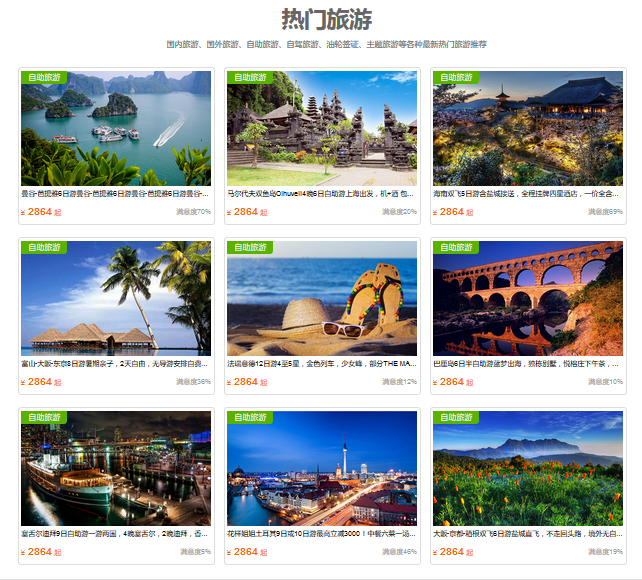 热门旅游
国内旅游、国外旅游、自助旅游、自驾旅游、油轮签证、主题旅游等各种最新热门旅游推荐
自助旅游
自助旅游
自助旅游
曼谷-芭提雅6日游曼谷-芭提雅6日游曼谷-芭提雅6日游曼谷-...
马尔代夫双鱼岛Olhuveli4晚6日自助游上海出发，机+酒 包...
海南双飞5日游含盐城接送，全程挂牌四星酒店，一价全含...
¥ 2864 起 满意度70%
¥ 2864 起 满意度20%
¥ 2864 起 满意度69%
自助旅游
自助旅游
自助旅游
富山-大阪-东京8日游暑期亲子，2天自由，无导游安排自费...
法瑞意德12日游4至5星，金色列车，少女峰，部分THE MA...
巴厘岛6日半自助游蓝梦出海，独栋别墅，悦榕庄下午茶，...
¥ 2864 起 满意度36%
¥ 2864 起 满意度12%
¥ 2864 起 满意度10%
自助旅游
自助旅游
自助旅游
塞舌尔迪拜9日自助游一游两国，4晚塞舌尔，2晚迪拜，香...
花样姐姐土耳其9日或10日游最高立减3000！中餐六菜一汤...
大阪-京都-箱根双飞6日游盐城直飞，不走回头路，境外无自...
¥ 2864 起 满意度5%
¥ 2864 起 满意度46%
¥ 2864 起 满意度19%